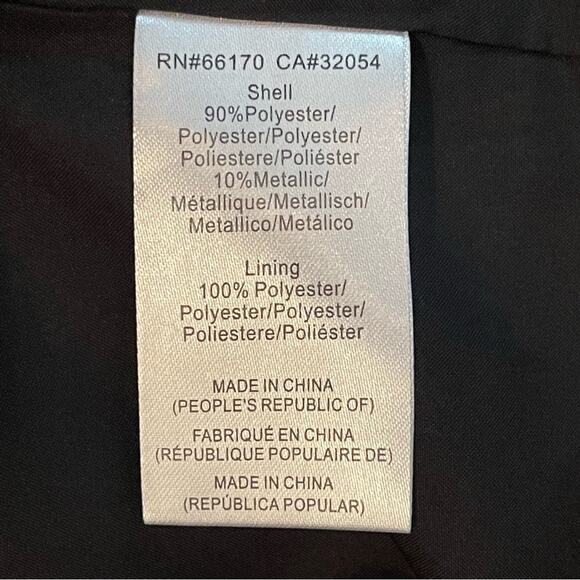 RN#66170 CA#32054
Shell
90%Polyester/
Polyester/Polyester/
Poliestere/Poliéster
10%Metallic/
Métallique/Metallisch/
Metallico/Metálico
Lining
100% Polyester/
Polyester/Polyester/
Poliestere/Poliéster
MADE IN CHINA
(PEOPLE'S REPUBLIC OF)
FABRIQUÉ EN CHINA
(RÉPUBLIQUE POPULAIRE DE)
MADE IN CHINA
(REPÚBLICA POPULAR)